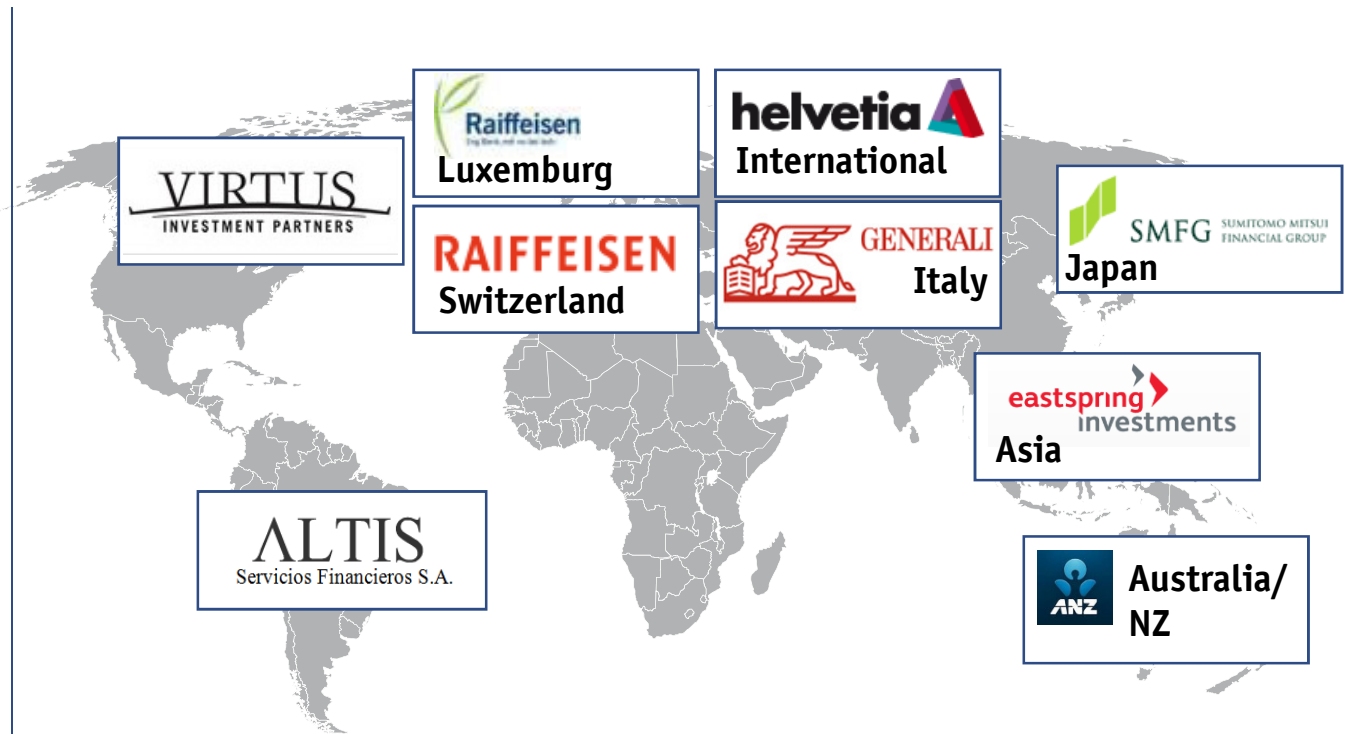 VIRTUS
INVESTMENT PARTNERS
Raiffeisen
Luxemburg
RAIFFEISEN
Switzerland
helvetia
International
GENERALI
Italy
SMFG SUMITOMO MITSUI
FINANCIAL GROUP
Japan
eastspring
investments
Asia
ALTIS
Servicios Financieros S.A.
ANZ
Australia/
NZ